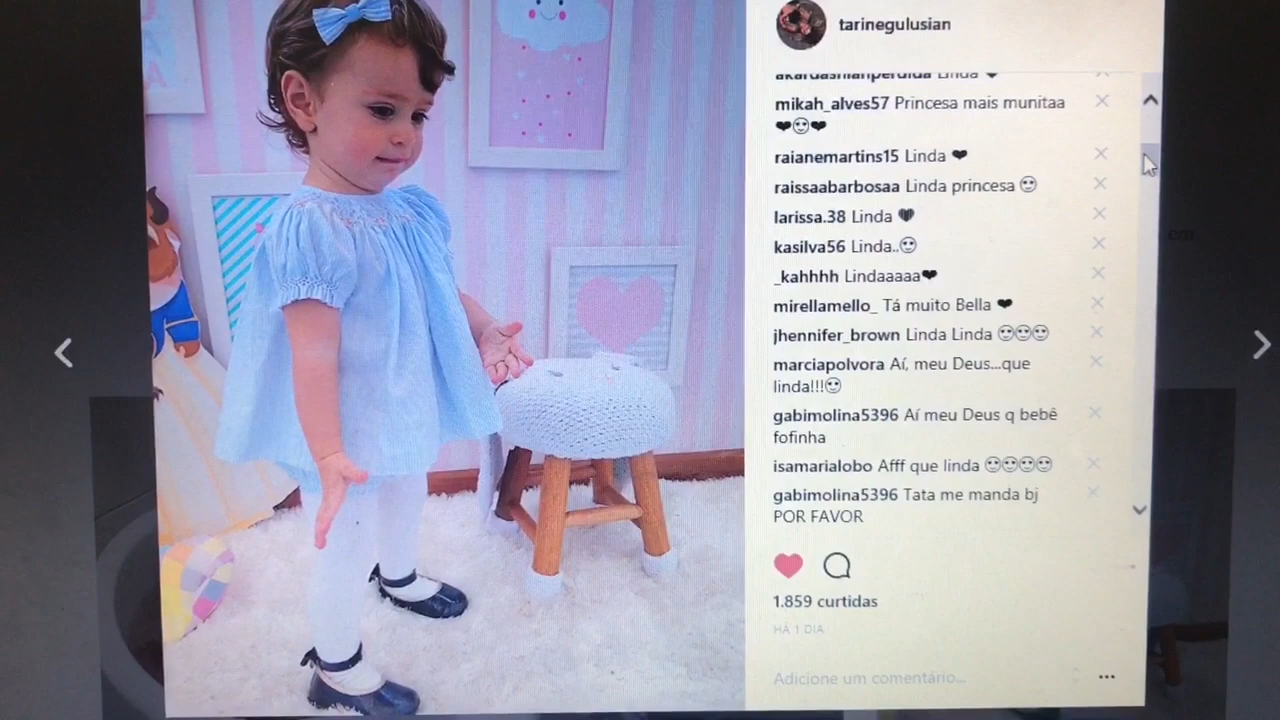 tarinegulusian
akardashianperdida Linda ❤
mikah_alves57 Princesa mais munitaa
❤😍❤
raianemartins15 Linda ❤
raissaabarbosaa Linda princesa 😍
larissa.38 Linda 🖤
kasilva56 Linda..😍
_kahhhh Lindaaaaa❤
mirellamello_ Tá muito Bella ❤
jhennifer_brown Linda Linda 😍😍😍
marciapolvora Aí, meu Deus...que
linda!!!😍
gabimolina5396 Aí meu Deus q bebê
fofinha
isamarialobo Afff que linda 😍😍😍😍
gabimolina5396 Tata me manda bj
POR FAVOR
1.859 curtidas
HÁ 1 DIA
Adicione um comentário...